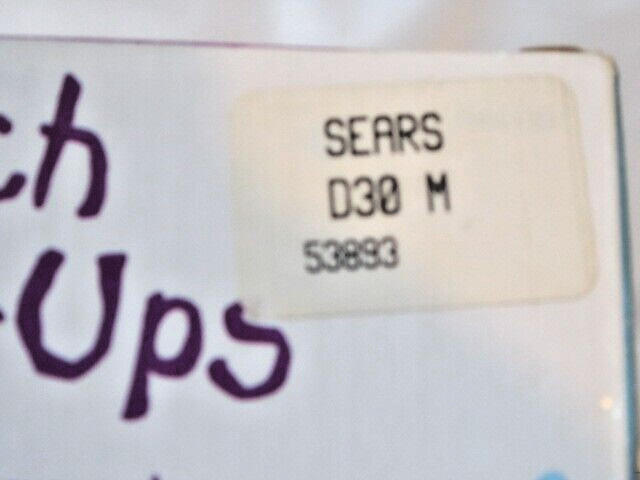 ch
-Ups
SEARS
D30 M
53893